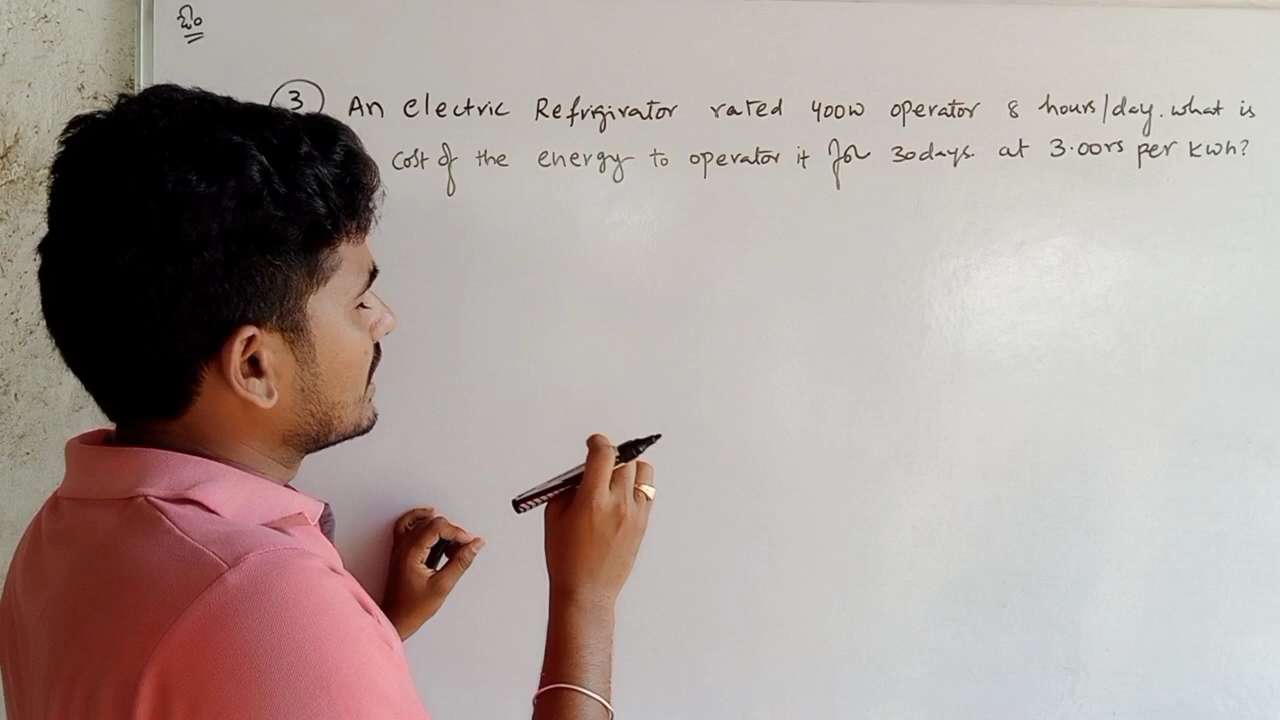 ③ An electric Refrigirator rated 400W operator 8 hours/day. what is
cost of the energy to operator it for 30days. at 3.00rs per kwh?